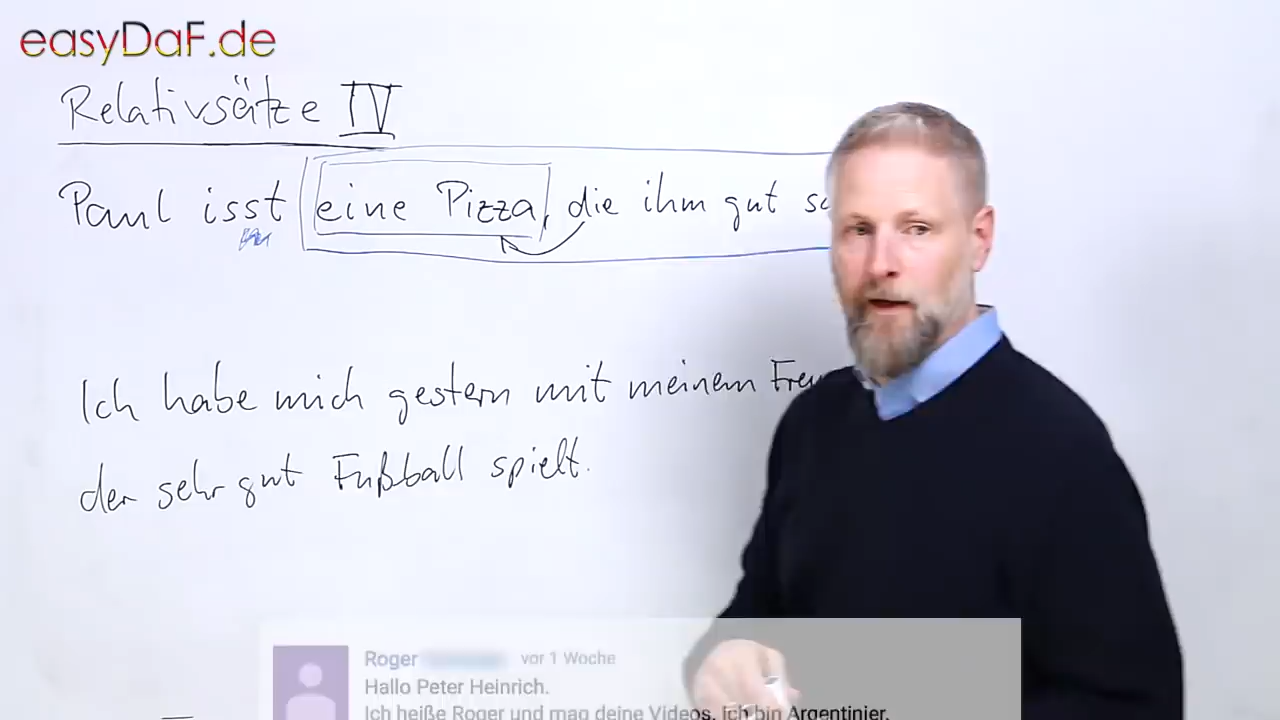 easyDaF.de
Relativsätze IV
Paul isst eine Pizza, die ihm gut
Ich habe mich gestern mit meinem
der sehr gut Fußball spielt.
Roger vor 1 Woche
Hallo Peter Heinrich.
Ich heiße Roger und mag deine Videos. Ich bin Argentinier.